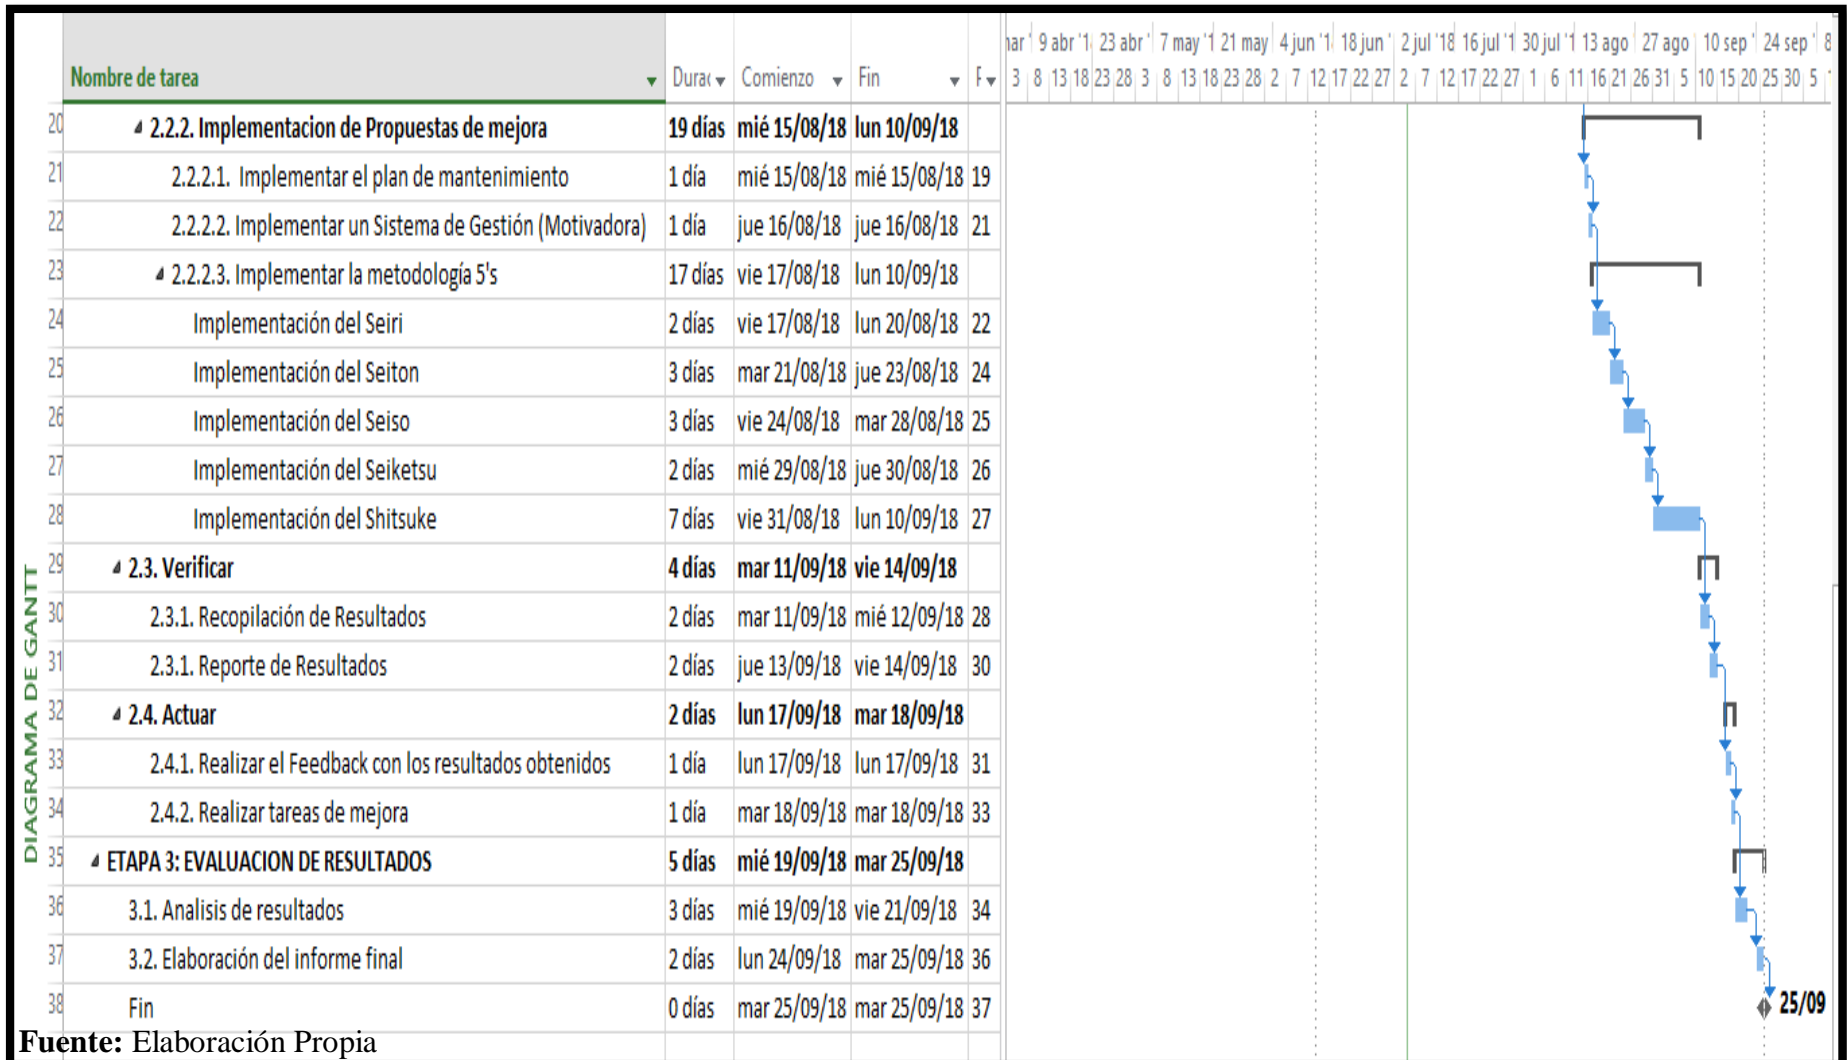 mar ' 9 abr '1 23 abr ' 7 may '1 21 may 4 jun '1 18 jun ' 2 jul '18 16 jul '1 30 jul '1 13 ago 27 ago 10 sep ' 24 sep ' 8
Nombre de tarea Durac Comienzo Fin 3 8 13 18 23 28 3 8 13 18 23 28 2 7 12 17 22 27 2 7 12 17 22 27 1 6 11 16 21 26 31 5 10 15 20 25 30 5
20 2.2.2. Implementacion de Propuestas de mejora 19 días mié 15/08/18 lun 10/09/18
21 2.2.2.1. Implementar el plan de mantenimiento 1 día mié 15/08/18 mié 15/08/18 19
22 2.2.2.2. Implementar un Sistema de Gestión (Motivadora) 1 día jue 16/08/18 jue 16/08/18 21
23 2.2.2.3. Implementar la metodología 5's 17 días vie 17/08/18 lun 10/09/18
24 Implementación del Seiri 2 días vie 17/08/18 lun 20/08/18 22
25 Implementación del Seiton 3 días mar 21/08/18 jue 23/08/18 24
26 Implementación del Seiso 3 días vie 24/08/18 mar 28/08/18 25
27 Implementación del Seiketsu 2 días mié 29/08/18 jue 30/08/18 26
28 Implementación del Shitsuke 7 días vie 31/08/18 lun 10/09/18 27
29 2.3. Verificar 4 días mar 11/09/18 vie 14/09/18
30 2.3.1. Recopilación de Resultados 2 días mar 11/09/18 mié 12/09/18 28
31 2.3.1. Reporte de Resultados 2 días jue 13/09/18 vie 14/09/18 30
32 2.4. Actuar 2 días lun 17/09/18 mar 18/09/18
33 2.4.1. Realizar el Feedback con los resultados obtenidos 1 día lun 17/09/18 lun 17/09/18 31
34 2.4.2. Realizar tareas de mejora 1 día mar 18/09/18 mar 18/09/18 33
35 ETAPA 3: EVALUACION DE RESULTADOS 5 días mié 19/09/18 mar 25/09/18
36 3.1. Analisis de resultados 3 días mié 19/09/18 vie 21/09/18 34
37 3.2. Elaboración del informe final 2 días lun 24/09/18 mar 25/09/18 36
38 Fin 0 días mar 25/09/18 mar 25/09/18 37 25/09
DIAGRAMA DE GANTT
Fuente: Elaboración Propia